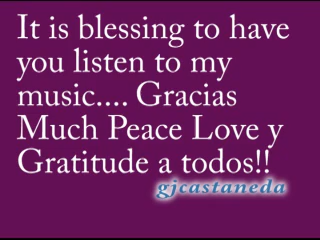 It is blessing to have
you listen to my
music.... Gracias
Much Peace Love y
Gratitude a todos!!
gjcastaneda